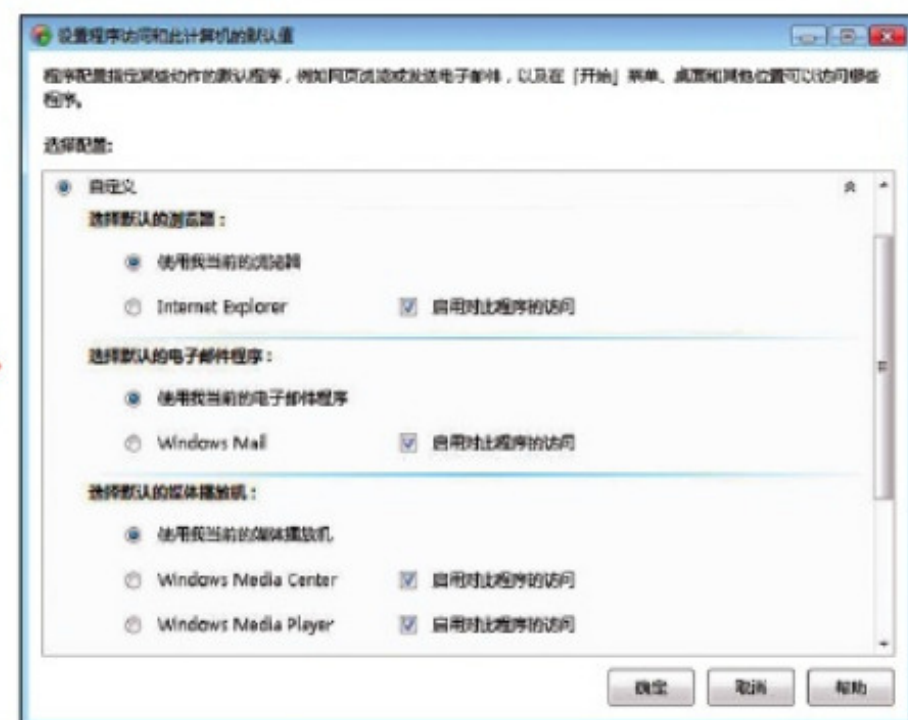 设置程序访问和此计算机的默认值
程序配置指定某些动作的默认程序，例如网页浏览或发送电子邮件，以及在「开始」菜单、桌面和其他位置可以访问哪些
程序。
选择配置:
自定义
选择默认的浏览器：
使用我当前的浏览器
Internet Explorer 启用对此程序的访问
选择默认的电子邮件程序：
使用我当前的电子邮件程序
Windows Mail 启用对此程序的访问
选择默认的媒体播放机：
使用我当前的媒体播放机
Windows Media Center 启用对此程序的访问
Windows Media Player 启用对此程序的访问
确定 取消 帮助